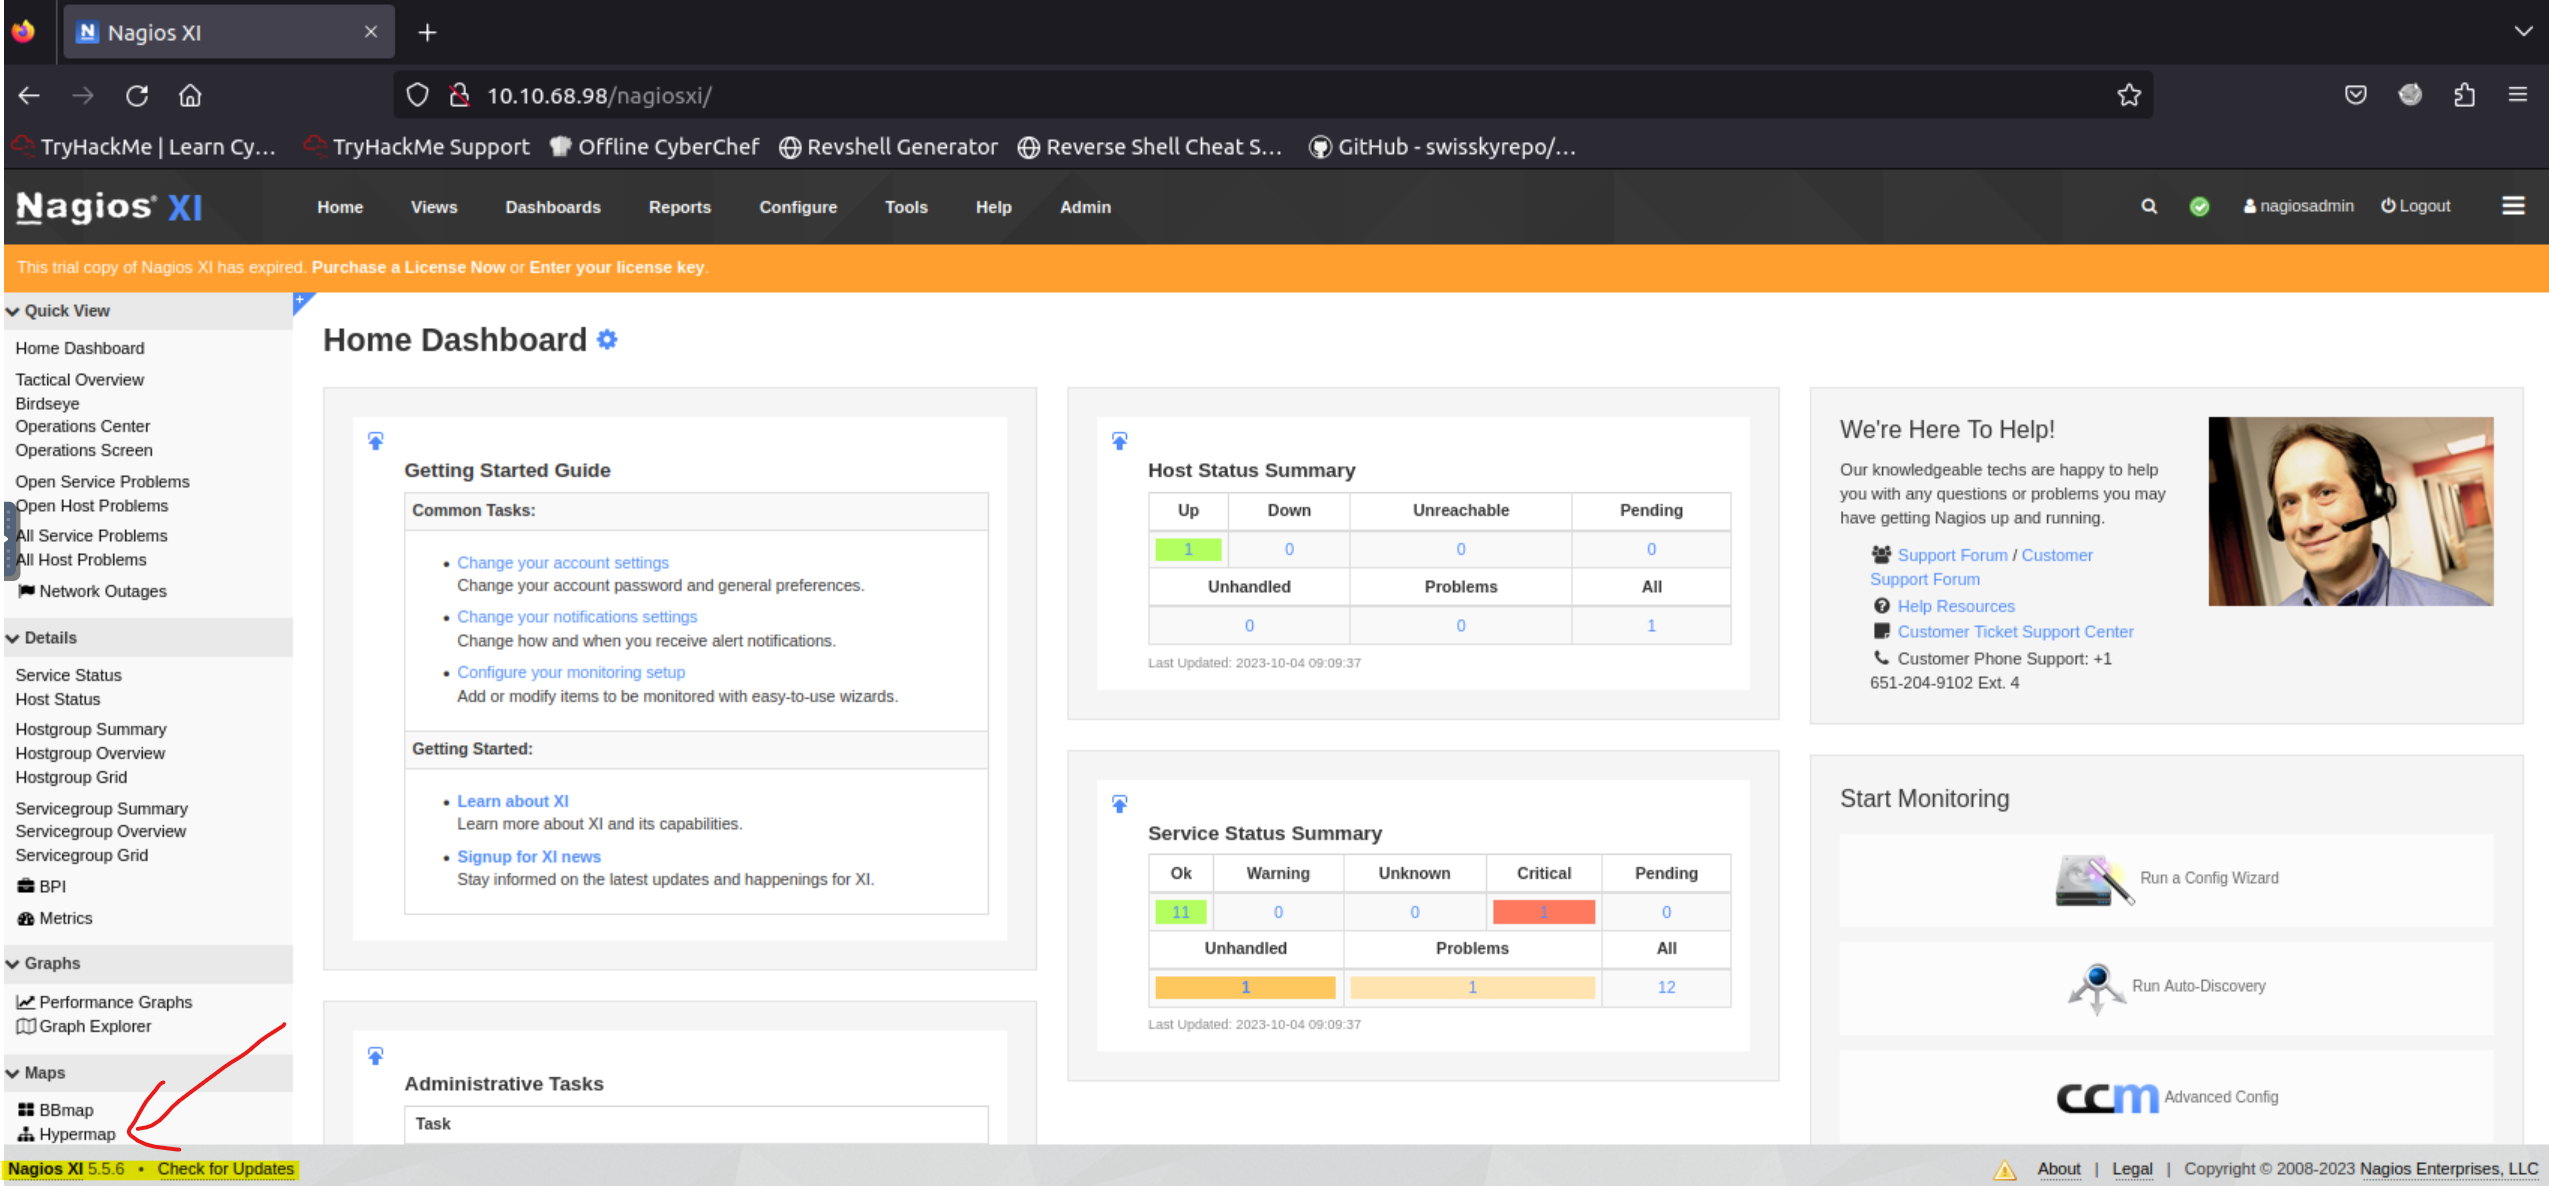 Nagios XI
10.10.68.98/nagiosxi/
TryHackMe | Learn Cy... TryHackMe Support Offline CyberChef Revshell Generator Reverse Shell Cheat S... GitHub - swisskyrepo/...
Nagios® XI Home Views Dashboards Reports Configure Tools Help Admin nagiosadmin Logout
This trial copy of Nagios XI has expired. Purchase a License Now or Enter your license key.
Quick View
Home Dashboard
Tactical Overview
Birdseye
Operations Center
Operations Screen
Open Service Problems
Open Host Problems
All Service Problems
All Host Problems
Network Outages
Details
Service Status
Host Status
Hostgroup Summary
Hostgroup Overview
Hostgroup Grid
Servicegroup Summary
Servicegroup Overview
Servicegroup Grid
BPI
Metrics
Graphs
Performance Graphs
Graph Explorer
Maps
BBmap
Hypermap
Home Dashboard
Getting Started Guide
Common Tasks:
• Change your account settings
Change your account password and general preferences.
• Change your notifications settings
Change how and when you receive alert notifications.
• Configure your monitoring setup
Add or modify items to be monitored with easy-to-use wizards.
Getting Started:
• Learn about XI
Learn more about XI and its capabilities.
• Signup for XI news
Stay informed on the latest updates and happenings for XI.
Administrative Tasks
Task
Host Status Summary
Up Down Unreachable Pending
1 0 0 0
Unhandled Problems All
0 0 1
Last Updated: 2023-10-04 09:09:37
Service Status Summary
Ok Warning Unknown Critical Pending
11 0 0 1 0
Unhandled Problems All
1 1 12
Last Updated: 2023-10-04 09:09:37
We're Here To Help!
Our knowledgeable techs are happy to help
you with any questions or problems you may
have getting Nagios up and running.
Support Forum / Customer
Support Forum
Help Resources
Customer Ticket Support Center
Customer Phone Support: +1
651-204-9102 Ext. 4
Start Monitoring
Run a Config Wizard
Run Auto-Discovery
ccm Advanced Config
Nagios XI 5.5.6 • Check for Updates
About | Legal | Copyright © 2008-2023 Nagios Enterprises, LLC